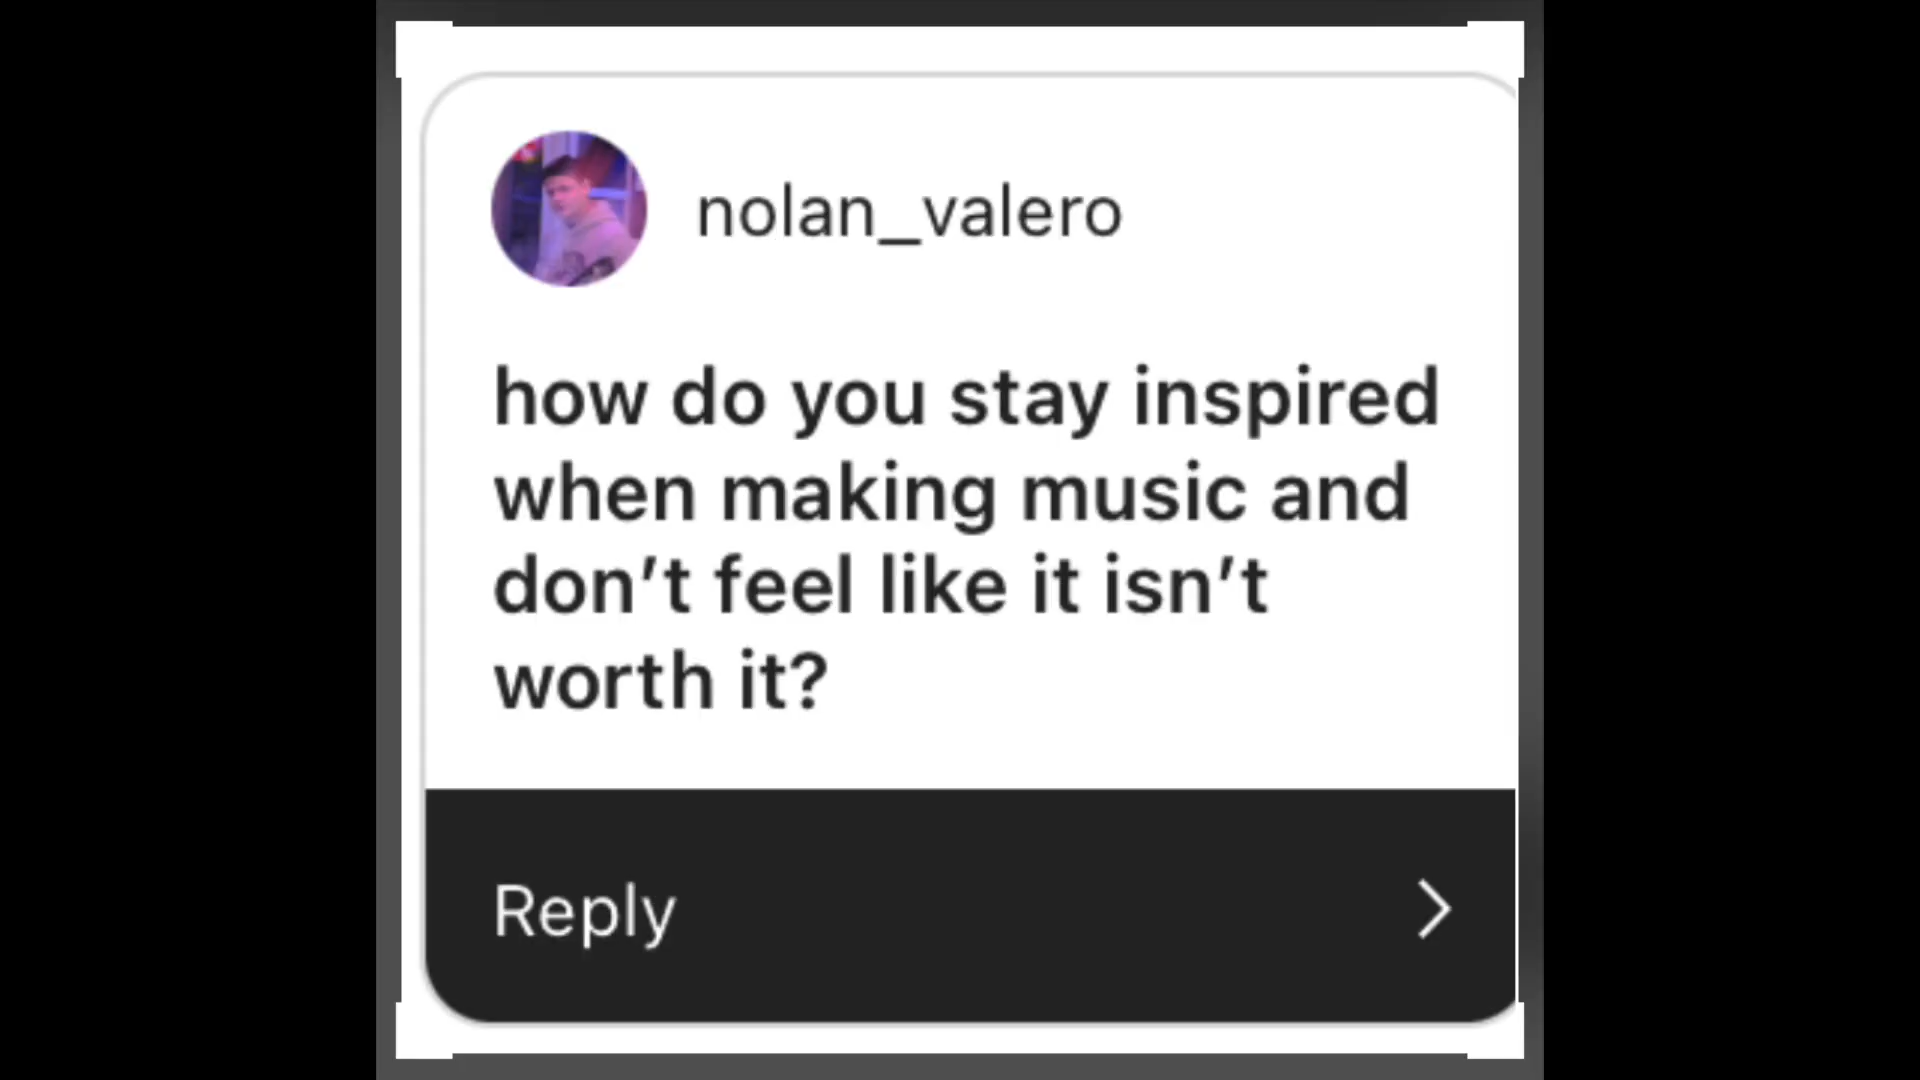 nolan_valero
how do you stay inspired
when making music and
don’t feel like it isn’t
worth it?
Reply